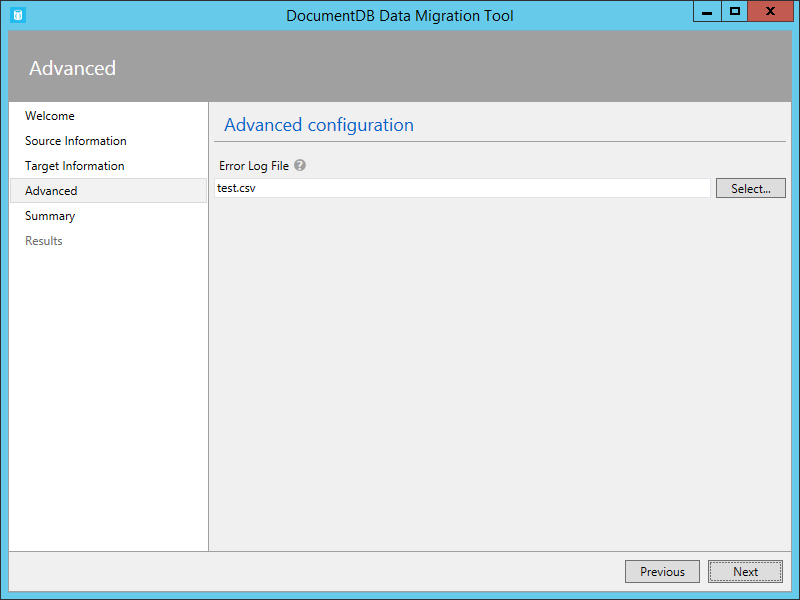 DocumentDB Data Migration Tool
Advanced
Welcome
Source Information
Target Information
Advanced
Summary
Results
Advanced configuration
Error Log File ?
test.csv
Select...
Previous
Next